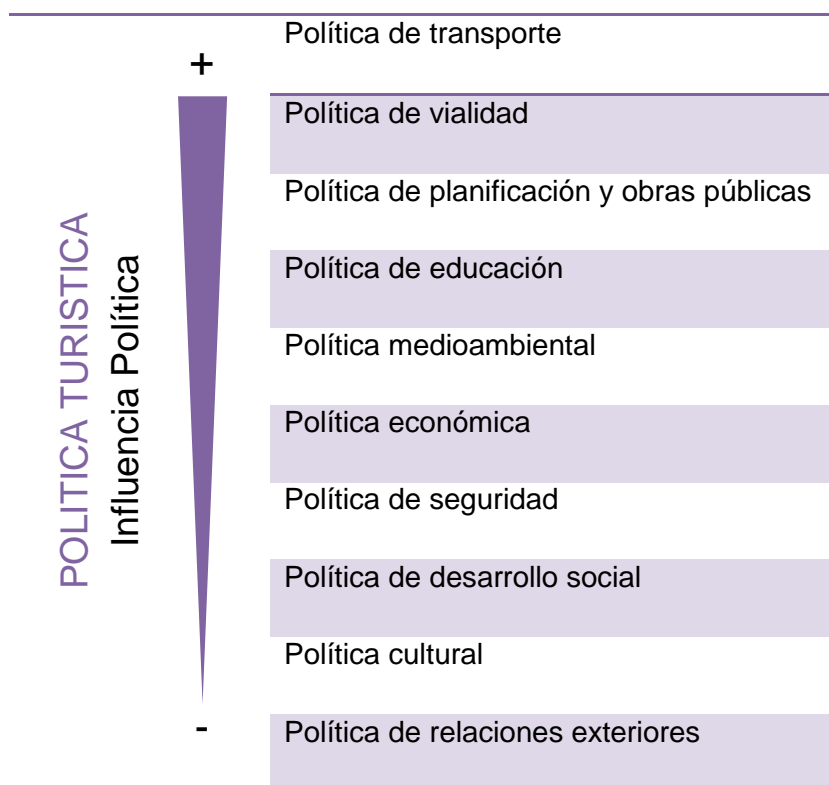 POLITICA TURISTICA
Influencia Política
+
-
Política de transporte
Política de vialidad
Política de planificación y obras públicas
Política de educación
Política medioambiental
Política económica
Política de seguridad
Política de desarrollo social
Política cultural
Política de relaciones exteriores